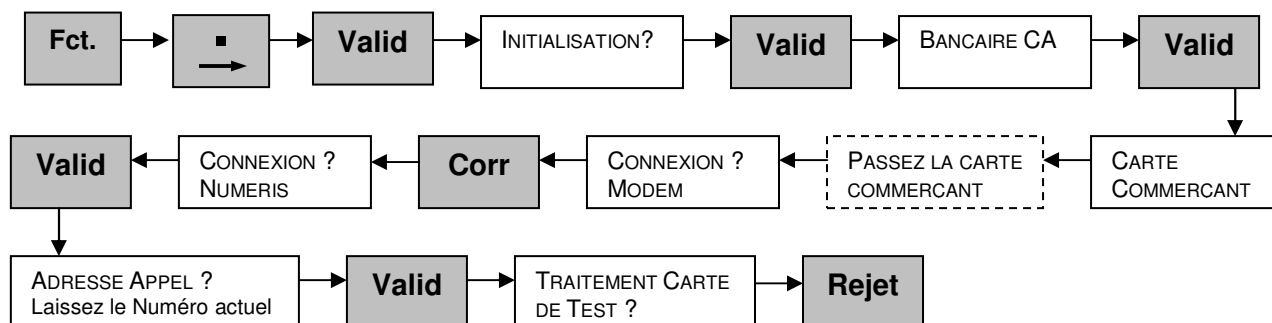 Fct.
Valid
INITIALISATION?
Valid
BANCAIRE CA
Valid
CARTE
COMMERCANT
PASSEZ LA CARTE
COMMERCANT
CONNEXION ?
MODEM
Corr
CONNEXION ?
NUMERIS
Valid
ADRESSE APPEL ?
Laissez le Numéro actuel
Valid
TRAITEMENT CARTE
DE TEST ?
Rejet